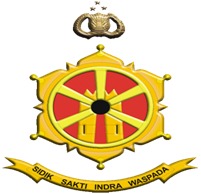 SIDIK SAKTI INDRA WASPADA